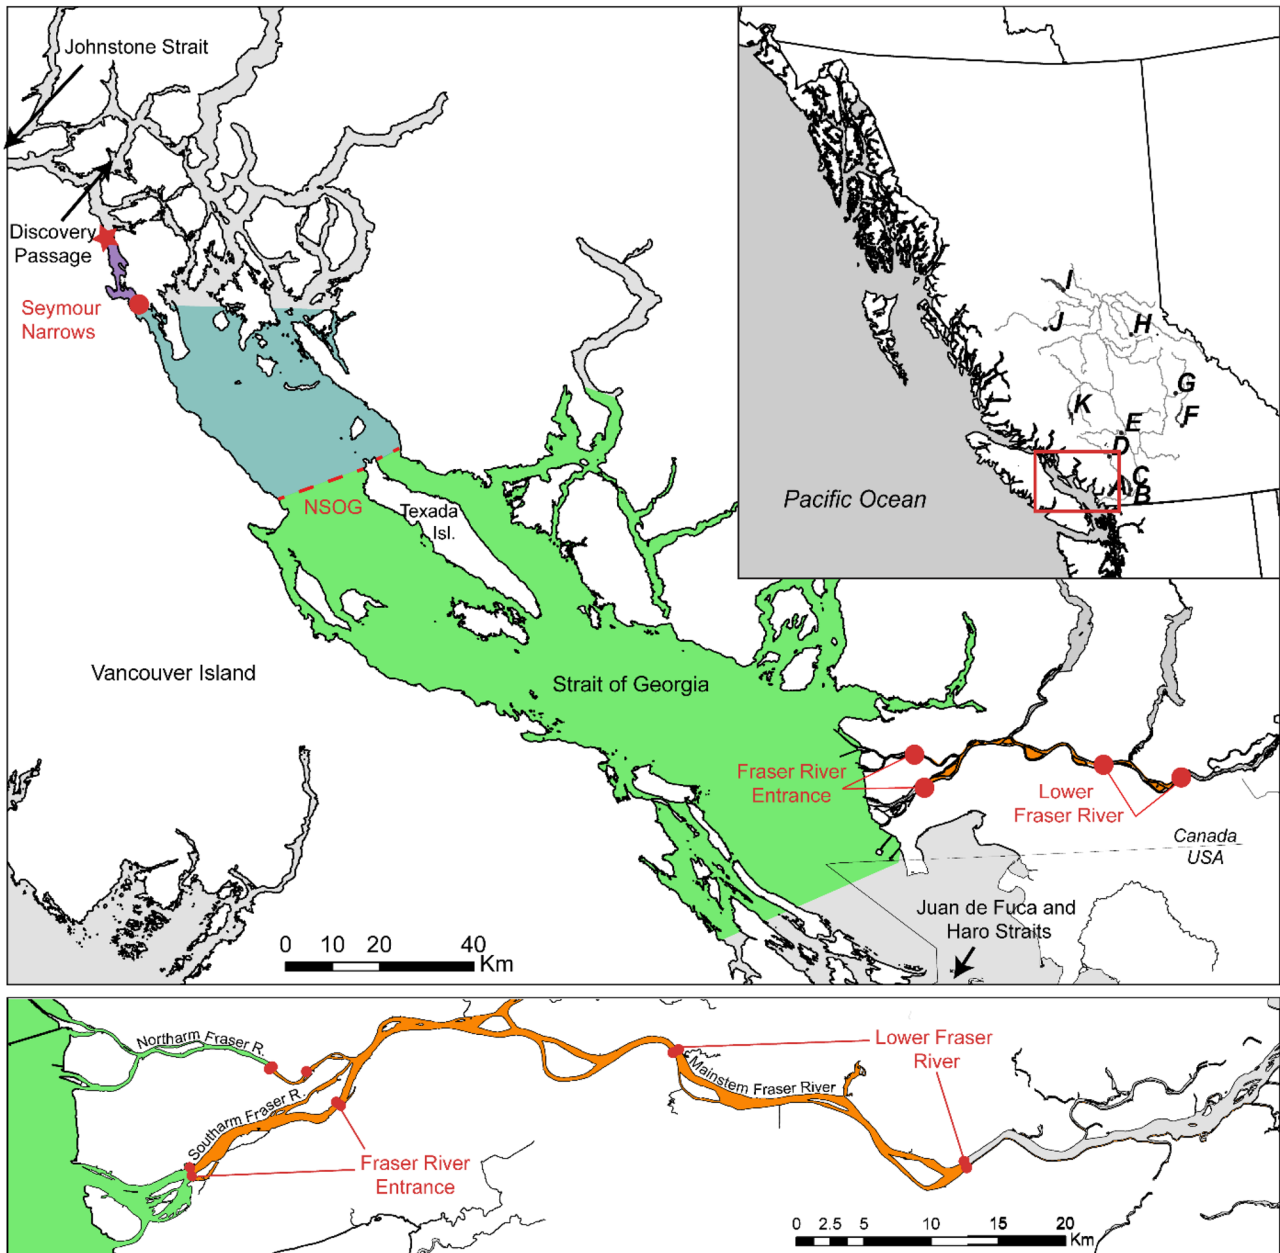 Johnstone Strait
Discovery
Passage
Seymour
Narrows
NSOG
Texada
Isl.
Vancouver Island
Strait of Georgia
Fraser River
Entrance
Lower
Fraser River
Canada
USA
Juan de Fuca and
Haro Straits
0 10 20 40
Km
Pacific Ocean
I
J
H
G
K
F
E
D
C
A
B
Northarm Fraser R.
Southarm Fraser R.
Mainstem Fraser River
Lower Fraser
River
Fraser River
Entrance
0 2.5 5 10 15 20
Km